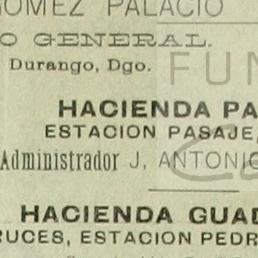 GOMEZ PALACIO
O GENERAL.
Durango, Dgo.
FUN
HACIENDA PA
ESTACION PASAJE,
Administrador J. ANTONIO
HACIENDA GUAD
RUCES, ESTACION PEDR